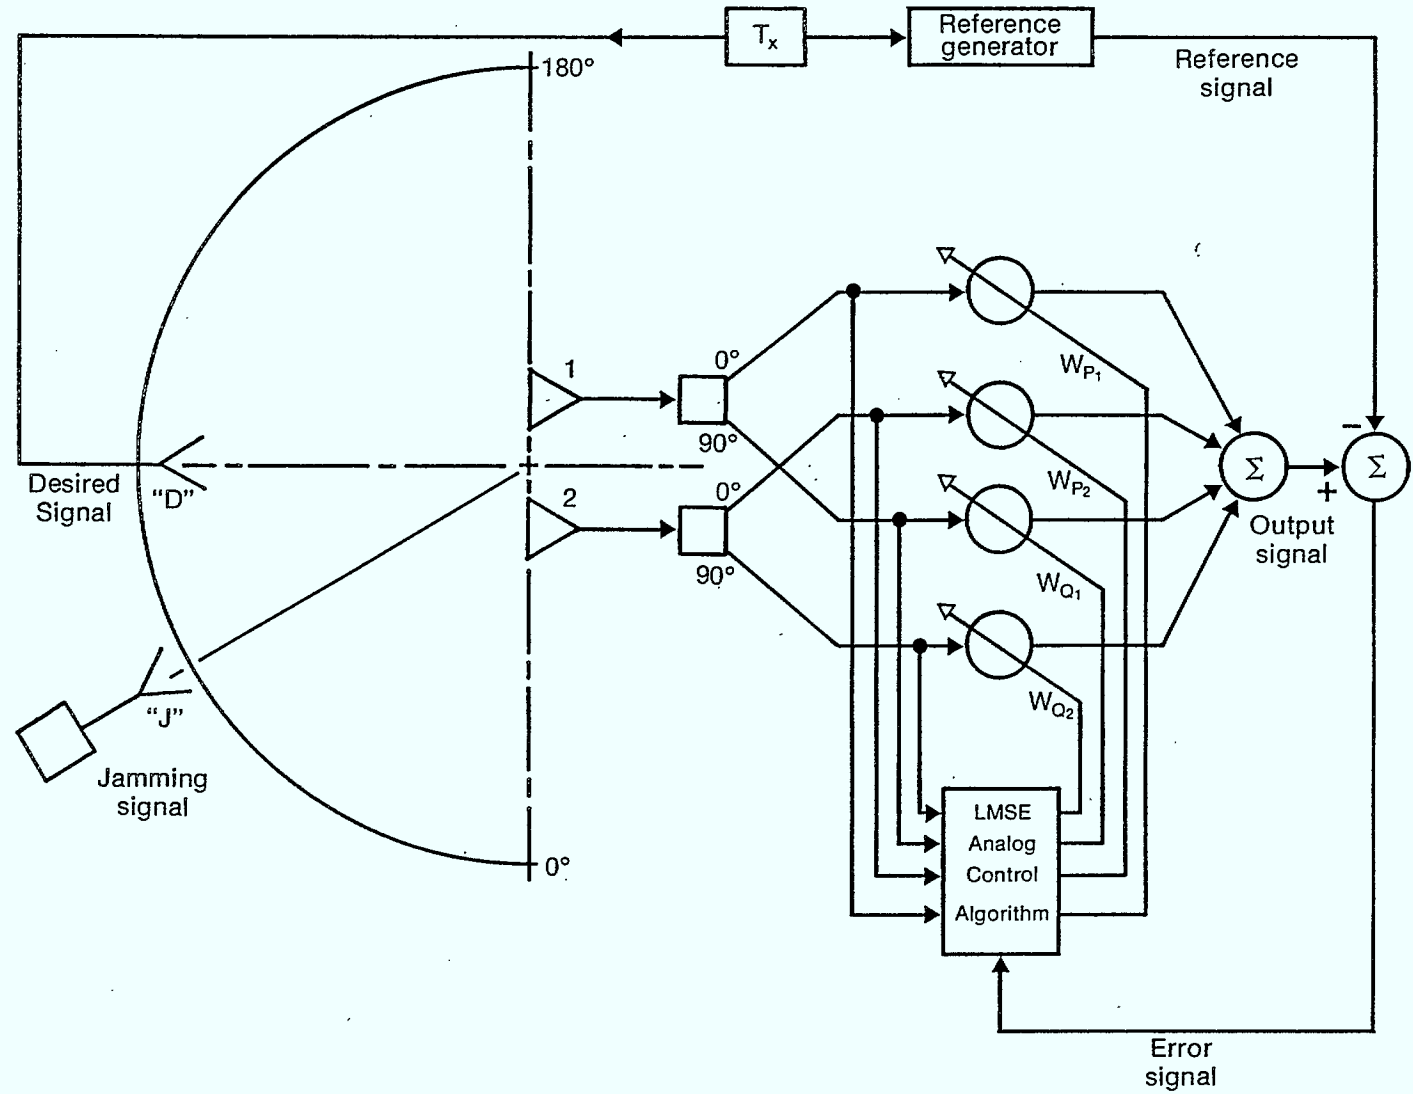 Tx
Reference
generator
Reference
signal
180°
1
0°
90°
WP1
Desired
Signal
"D"
2
0°
90°
WP2
−
Σ
Σ
+
Output
signal
WQ1
WQ2
"J"
Jamming
signal
0°
LMSE
Analog
Control
Algorithm
Error
signal